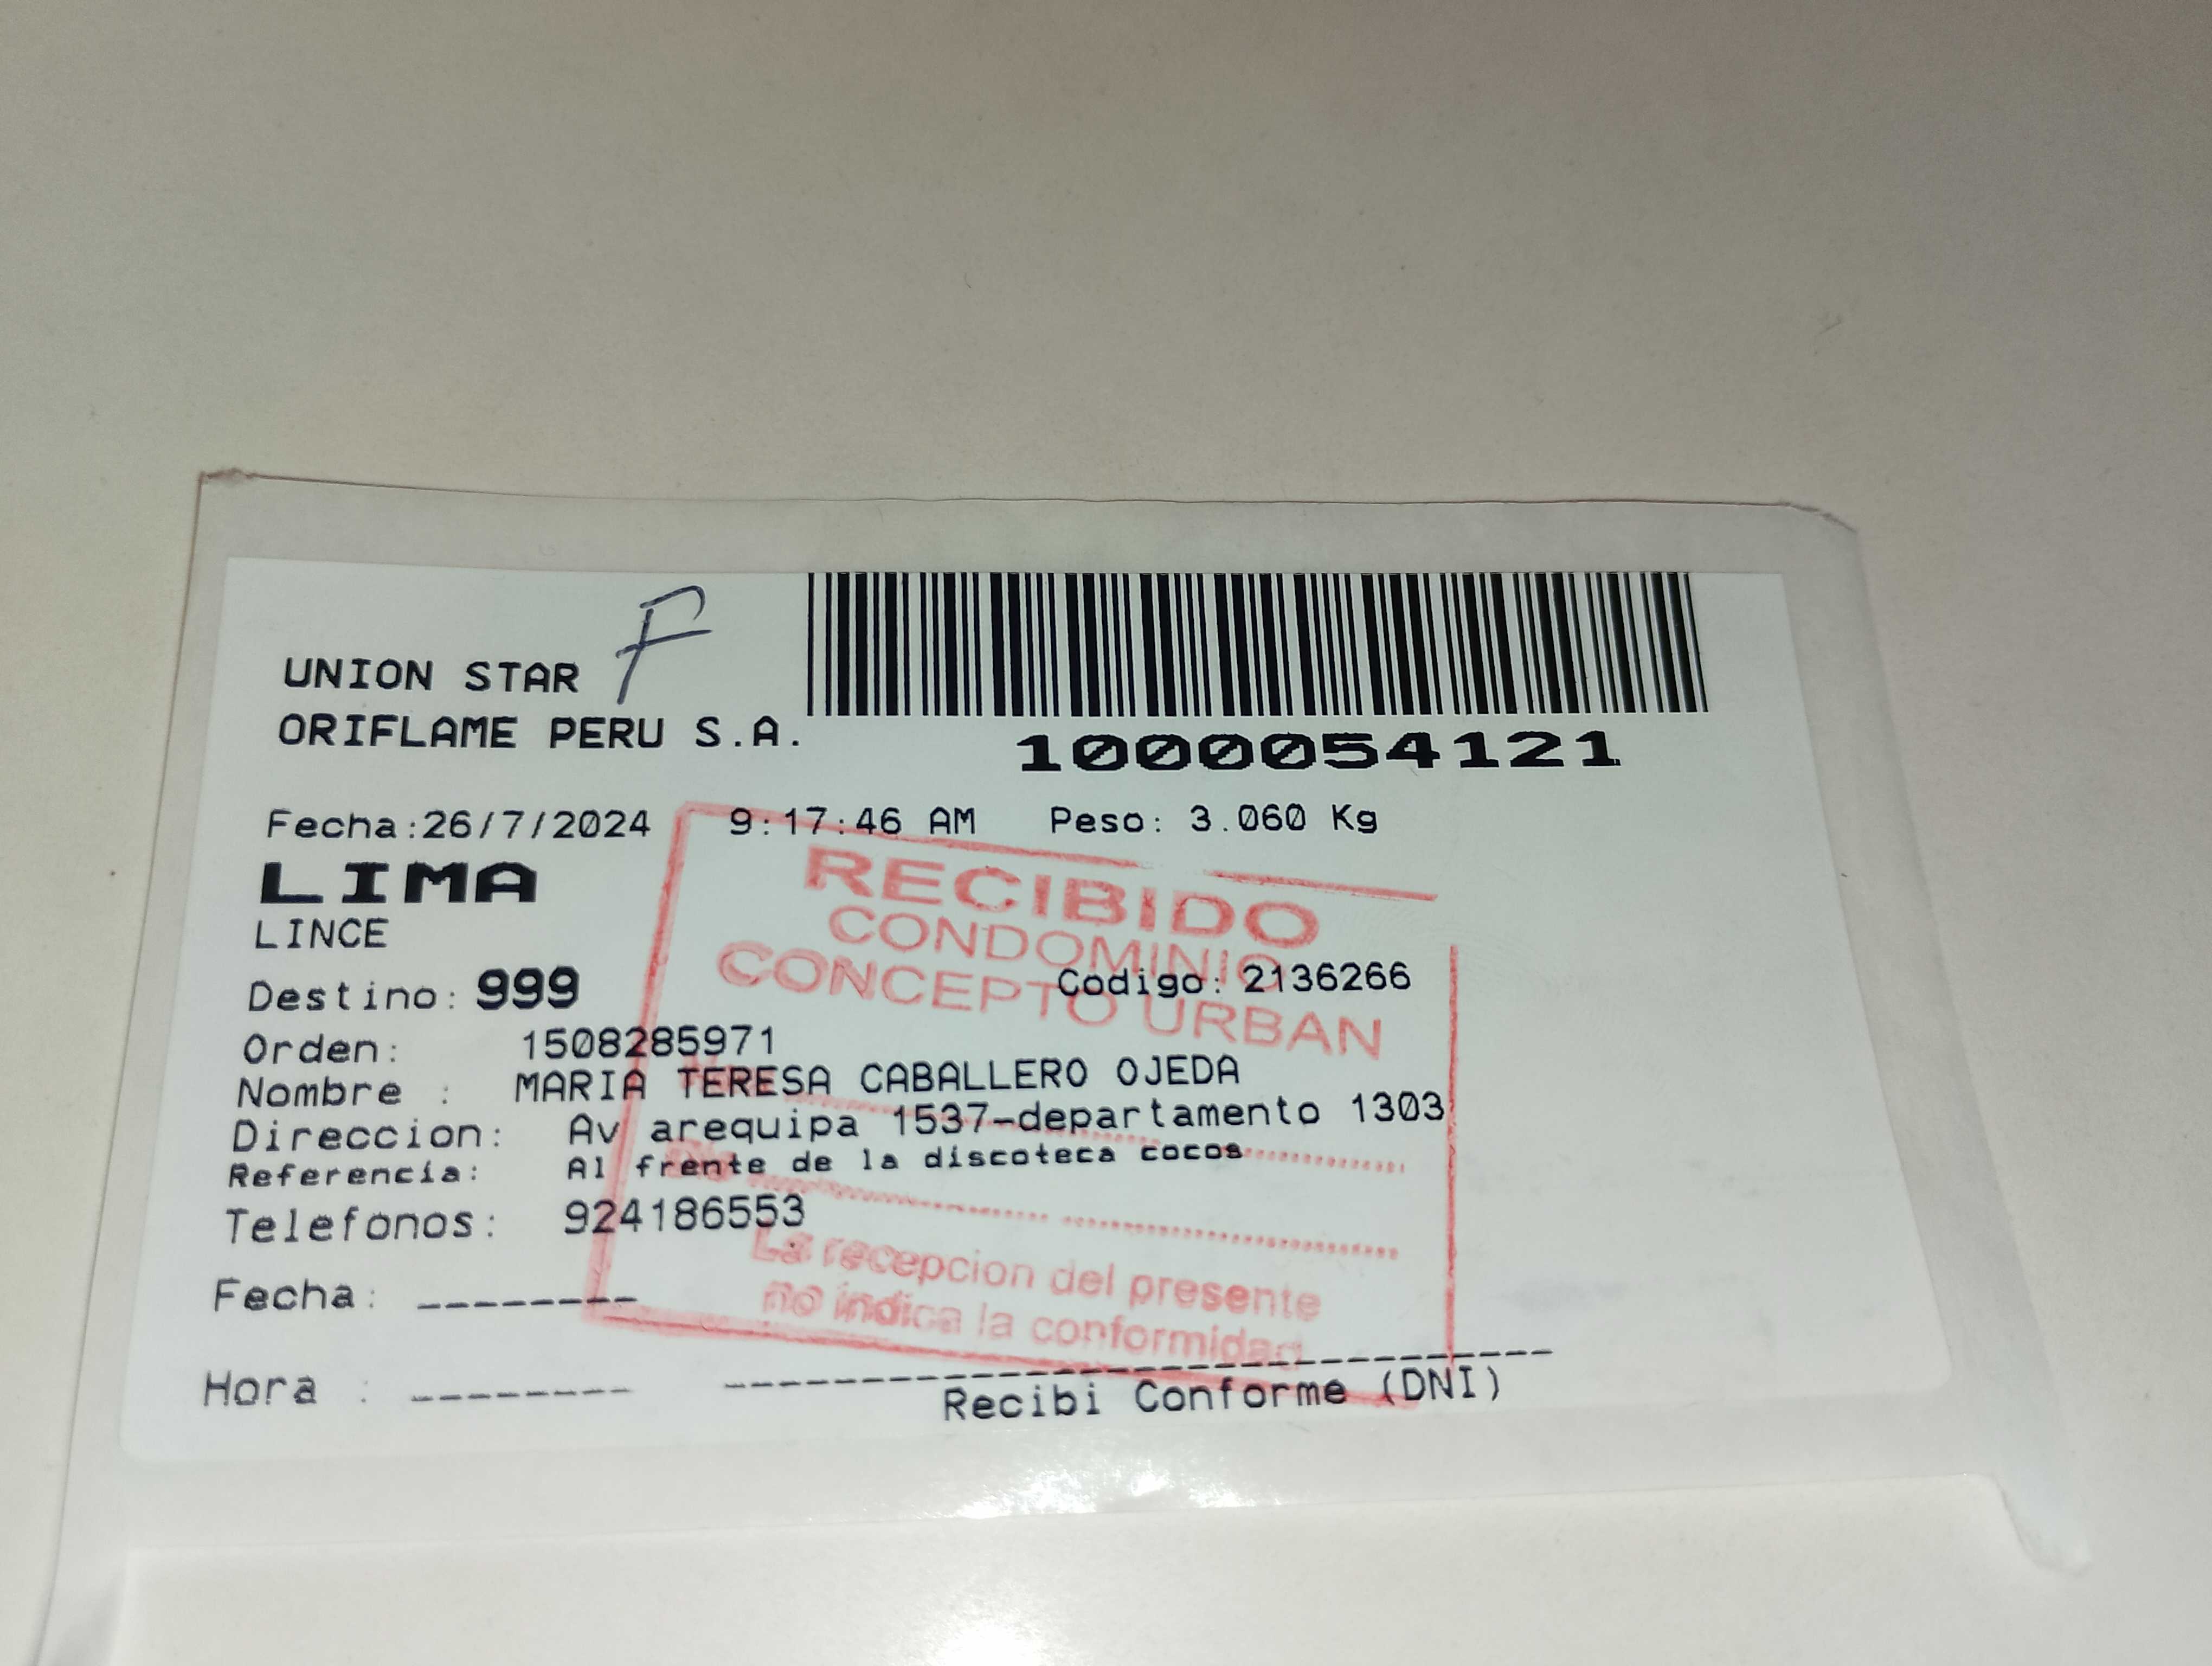 UNION STAR F
ORIFLAME PERU S.A.
1000054121
Fecha:26/7/2024 9:17:46 AM Peso: 3.060 Kg
LIMA
LINCE
Destino: 999
Codigo: 2136266
Orden: 1508285971
Nombre : MARIA TERESA CABALLERO OJEDA
Direccion: Av arequipa 1537-departamento 1303
Referencia: Al frente de la discoteca cocos
Telefonos: 924186553
Fecha: --------
Hora : --------
Recibi Conforme (DNI)
RECIBIDO
CONDOMINIO
CONCEPTO URBAN
La recepcion del presente
no indica la conformidad